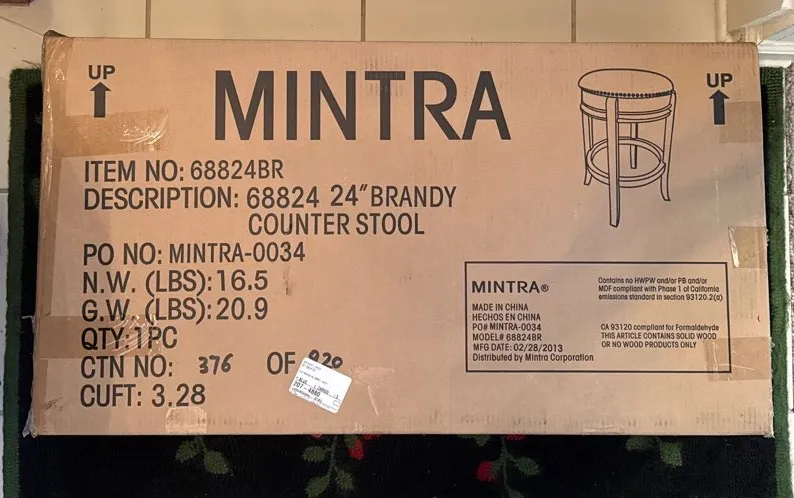 UP
MINTRA
UP
ITEM NO: 68824BR
DESCRIPTION: 68824 24" BRANDY
COUNTER STOOL
PO NO: MINTRA-0034
N.W. (LBS): 16.5
G.W. (LBS): 20.9
QTY: 1PC
CTN NO: 376 OF 920
CUFT: 3.28
MINTRA®
MADE IN CHINA
HECHOS EN CHINA
PO# MINTRA-0034
MODEL# 68824BR
MFG DATE: 02/28/2013
Distributed by Mintra Corporation
Contains no HWPW and/or PB and/or
MDF compliant with Phase 1 of California
emissions standard in section 93120.2(a)
CA 93120 compliant for Formaldehyde
THIS ARTICLE CONTAINS SOLID WOOD
OR NO WOOD PRODUCTS ONLY